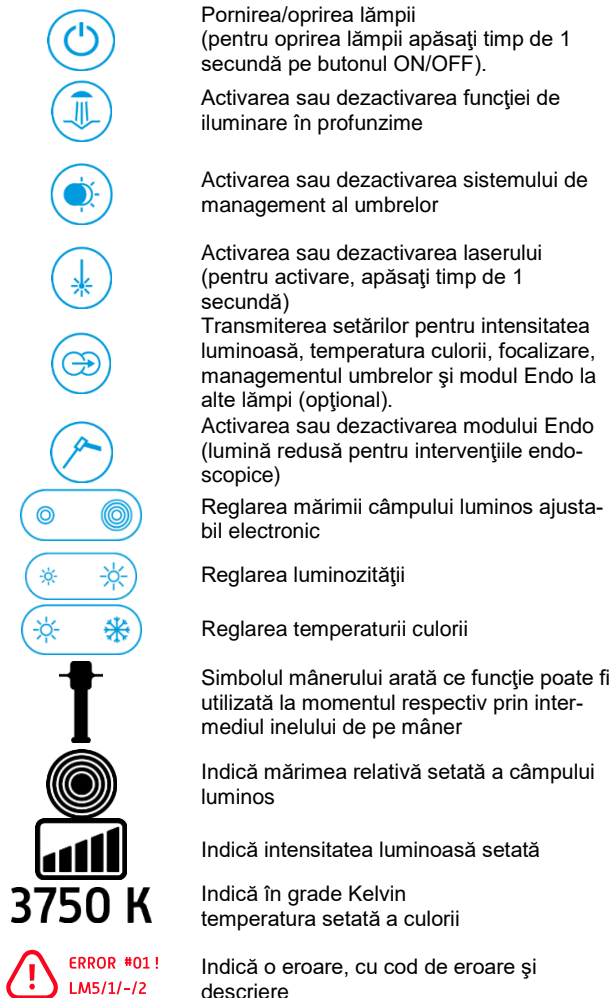 Pornirea/oprirea lămpii
(pentru oprirea lămpii apăsaţi timp de 1
secundă pe butonul ON/OFF).
Activarea sau dezactivarea funcţiei de
iluminare în profunzime
Activarea sau dezactivarea sistemului de
management al umbrelor
Activarea sau dezactivarea laserului
(pentru activare, apăsaţi timp de 1
secundă)
Transmiterea setărilor pentru intensitatea
luminoasă, temperatura culorii, focalizare,
managementul umbrelor şi modul Endo la
alte lămpi (opţional).
Activarea sau dezactivarea modului Endo
(lumină redusă pentru intervenţiile endo-
scopice)
Reglarea mărimii câmpului luminos ajusta-
bil electronic
Reglarea luminozităţii
Reglarea temperaturii culorii
Simbolul mânerului arată ce funcţie poate fi
utilizată la momentul respectiv prin inter-
mediul inelului de pe mâner
Indică mărimea relativă setată a câmpului
luminos
Indică intensitatea luminoasă setată
3750 K
Indică în grade Kelvin
temperatura setată a culorii
ERROR #01!
LM5/1/-/2
Indică o eroare, cu cod de eroare şi
descriere